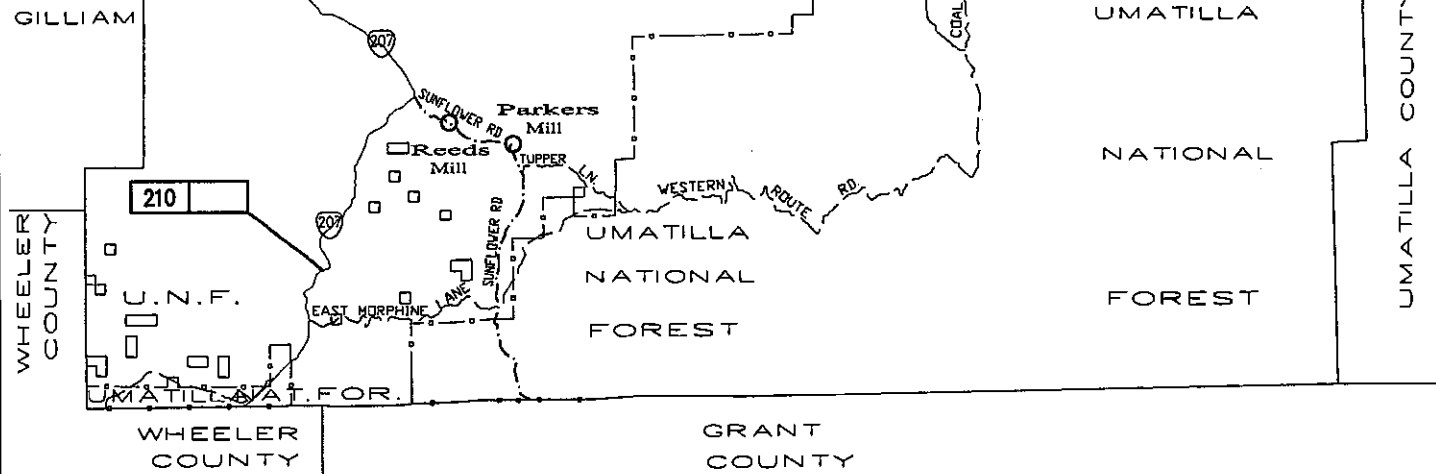 GILLIAM
UMATILLA
COAL
UMATILLA COUNTY
207
SUNFLOWER RD
Parkers
Mill
Reeds
Mill
TUPPER LN.
NATIONAL
WESTERN ROUTE RD.
210
207
WHEELER
COUNTY
SUNFLOWER RD
UMATILLA
NATIONAL
FOREST
U.N.F.
EAST MORPHINE LANE
FOREST
UMATILLA NAT. FOR.
WHEELER
COUNTY
GRANT
COUNTY